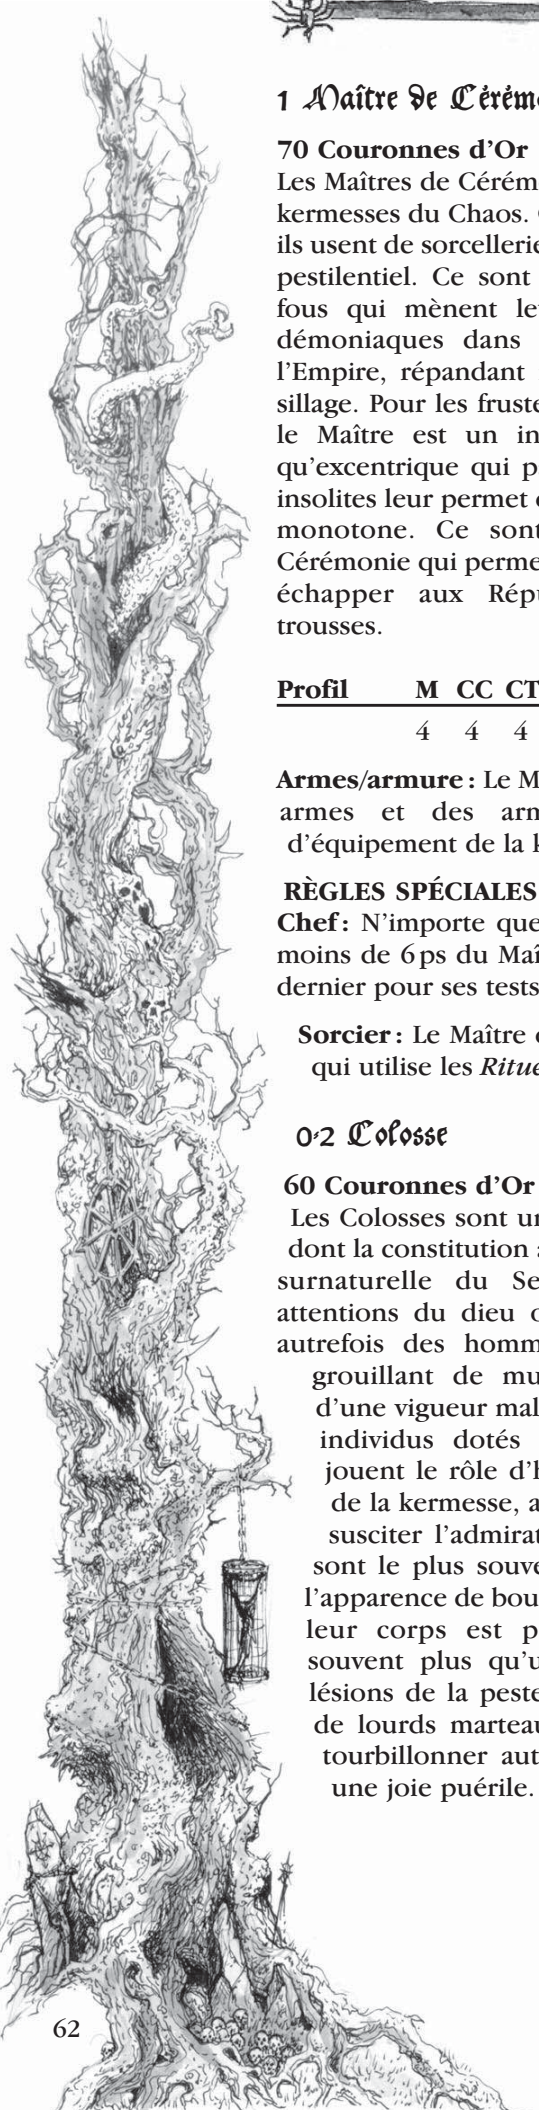 1 Maître de Cérém
70 Couronnes d'Or
Les Maîtres de Cérém
kermesses du Chaos.
ils usent de sorcellerie
pestilentiel. Ce sont
fous qui mènent le
démoniaques dans
l'Empire, répandant
sillage. Pour les fruste
le Maître est un in
qu'excentrique qui p
insolites leur permet
monotone. Ce sont
Cérémonie qui perme
échapper aux Répu
trousses.
Profil M CC CT
4 4 4
Armes/armure : Le M
armes et des arm
d'équipement de la k
RÈGLES SPÉCIALES
Chef : N'importe que
moins de 6 ps du Maî
dernier pour ses tests
Sorcier : Le Maître
qui utilise les Ritue
0-2 Colosse
60 Couronnes d'Or
Les Colosses sont un
dont la constitution a
surnaturelle du Se
attentions du dieu
autrefois des homm
grouillant de mu
d'une vigueur mal
individus dotés
jouent le rôle d'h
de la kermesse, a
susciter l'admirat
sont le plus souve
l'apparence de bou
leur corps est p
souvent plus qu'u
lésions de la peste
de lourds marteau
tourbillonner aut
une joie puérile.
62